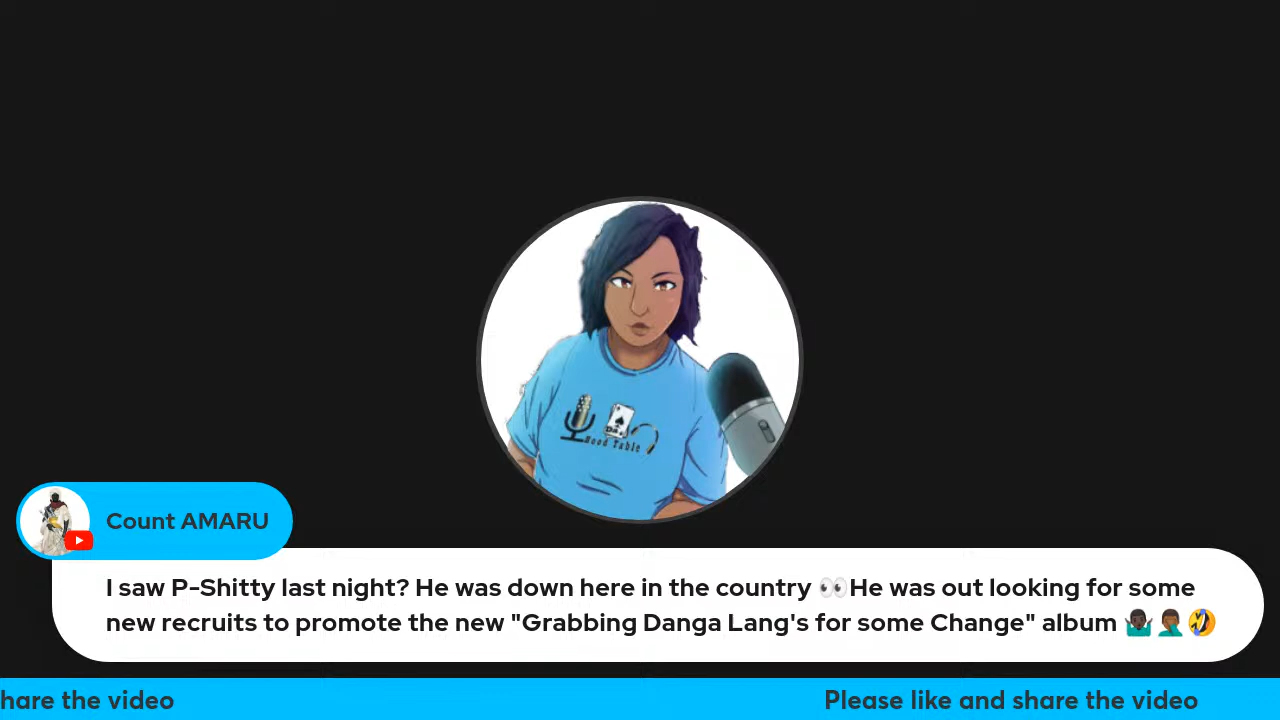 Mood Table
Count AMARU
I saw P-Shitty last night? He was down here in the country 👀He was out looking for some
new recruits to promote the new "Grabbing Danga Lang's for some Change" album 🤷🏿‍♂️🤦🏾‍♂️🤣
hare the video
Please like and share the video